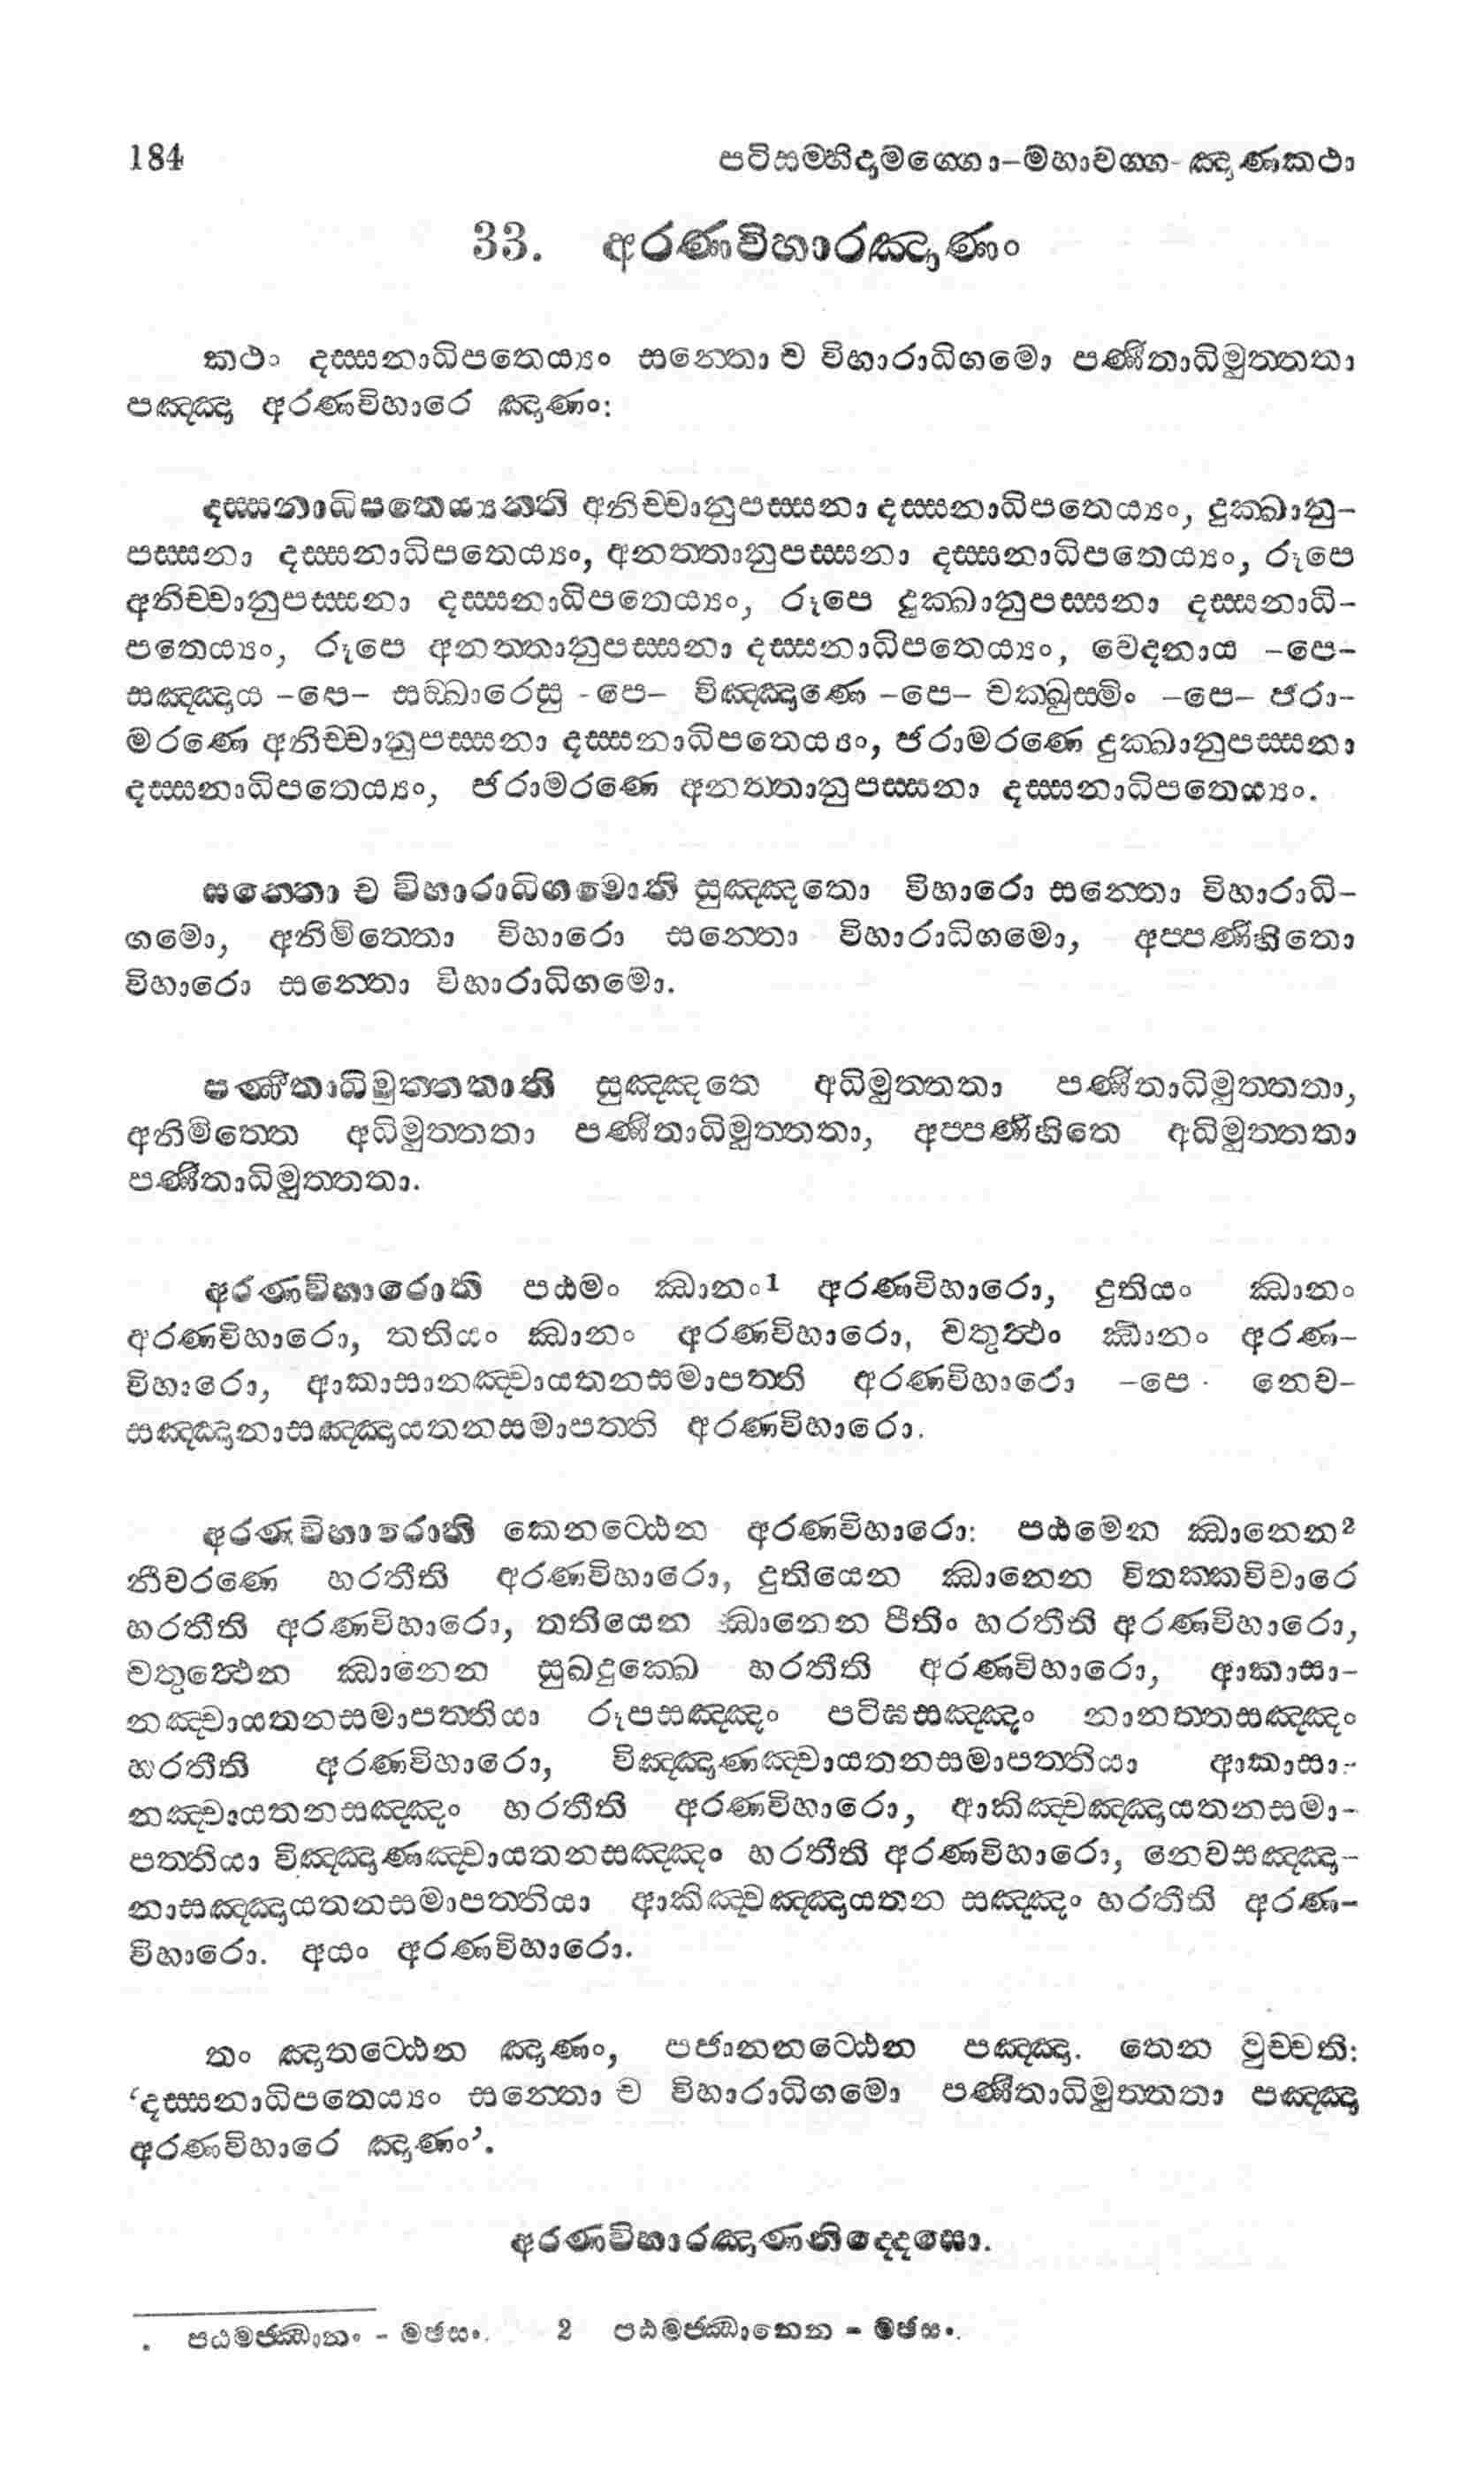 184 පටිසම්භිදාමග්ගො–මහාවග්ග- ඤාණකථා
33. අරණවිහාරඤාණං
කථං දස්සනාධිපතෙය්‍යං සන්තො ච විහාරාධිගමො පණීතාධිමුත්තතා
පඤ්ඤා අරණවිහාරෙ ඤාණං:
දස්සනාධිපතෙය්‍යන්ති අනිච්චානුපස්සනා දස්සනාධිපතෙය්‍යං, දුක්ඛානු-
පස්සනා දස්සනාධිපතෙය්‍යං, අනත්තානුපස්සනා දස්සනාධිපතෙය්‍යං, රූපෙ
අනිච්චානුපස්සනා දස්සනාධිපතෙය්‍යං, රූපෙ දුක්ඛානුපස්සනා දස්සනාධි-
පතෙය්‍යං, රූපෙ අනත්තානුපස්සනා දස්සනාධිපතෙය්‍යං, වෙදනාය –පෙ–
සඤ්ඤාය –පෙ– සඞ්ඛාරෙසු -පෙ– විඤ්ඤාණෙ –පෙ– චක්ඛුස්මිං –පෙ– ජරා-
මරණෙ අනිච්චානුපස්සනා දස්සනාධිපතෙය්‍යං, ජරාමරණෙ දුක්ඛානුපස්සනා
දස්සනාධිපතෙය්‍යං, ජරාමරණෙ අනත්තානුපස්සනා දස්සනාධිපතෙය්‍යං.
සන්තො ච විහාරාධිගමොති සුඤ්ඤතො විහාරො සන්තො විහාරාධි-
ගමො, අනිමිත්තො විහාරො සන්තො විහාරාධිගමො, අප්පණිහිතො
විහාරො සන්තො විහාරාධිගමො.
පණීතාධිමුත්තතාති සුඤ්ඤතෙ අධිමුත්තතා පණීතාධිමුත්තතා,
අනිමිත්තෙ අධිමුත්තතා පණීතාධිමුත්තතා, අප්පණිහිතෙ අධිමුත්තතා
පණීතාධිමුත්තතා.
අරණවිහාරොති පඨමං ඣානං¹ අරණවිහාරො, දුතියං ඣානං
අරණවිහාරො, තතියං ඣානං අරණවිහාරො, චතුත්ථං ඣානං අරණ-
විහාරො, ආකාසානඤ්චායතනසමාපත්ති අරණවිහාරො –පෙ- නෙව-
සඤ්ඤානාසඤ්ඤායතනසමාපත්ති අරණවිහාරො.
අරණවිහාරොති කෙනට්ඨෙන අරණවිහාරො: පඨමෙන ඣානෙන²
නීවරණෙ හරතීති අරණවිහාරො, දුතියෙන ඣානෙන විතක්කවිචාරෙ
හරතීති අරණවිහාරො, තතියෙන ඣානෙන පීතිං හරතීති අරණවිහාරො,
චතුත්ථෙන ඣානෙන සුඛදුක්ඛෙ හරතීති අරණවිහාරො, ආකාසා-
නඤ්චායතනසමාපත්තියා රූපසඤ්ඤං පටිඝසඤ්ඤං නානත්තසඤ්ඤං
හරතීති අරණවිහාරො, විඤ්ඤාණඤ්චායතනසමාපත්තියා ආකාසා-
නඤ්චායතනසඤ්ඤං හරතීති අරණවිහාරො, ආකිඤ්චඤ්ඤායතනසමා-
පත්තියා විඤ්ඤාණඤ්චායතනසඤ්ඤං හරතීති අරණවිහාරො, නෙවසඤ්ඤා-
නාසඤ්ඤායතනසමාපත්තියා ආකිඤ්චඤ්ඤායතන සඤ්ඤං හරතීති අරණ-
විහාරො. අයං අරණවිහාරො.
තං ඤාතට්ඨෙන ඤාණං, පජානනට්ඨෙන පඤ්ඤා. තෙන වුච්චති:
‘දස්සනාධිපතෙය්‍යං සන්තො ච විහාරාධිගමො පණීතාධිමුත්තතා පඤ්ඤා
අරණවිහාරෙ ඤාණං’.
අරණවිහාරඤාණනිද්දෙසො.
. පඨමජ්ඣානං - මඡසං. 2 පඨමජ්ඣානෙන - මඡසං.